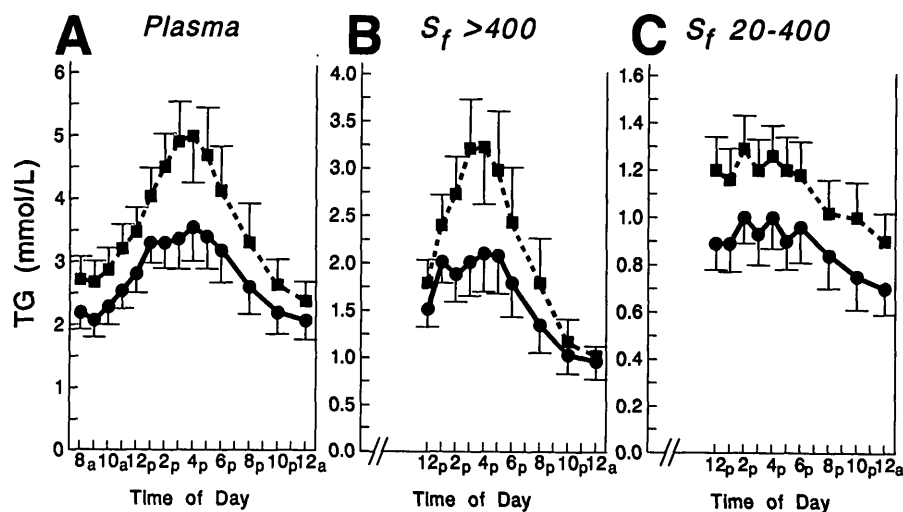 A Plasma
B Sf >400
C Sf 20-400
TG (mmol/L)
6
5
4
3
2
1
0
8a 10a 12p 2p 4p 6p 8p 10p 12a
Time of Day
4.0
3.5
3.0
2.5
2.0
1.5
1.0
0.5
0.0
12p 2p 4p 6p 8p 10p 12a
Time of Day
1.6
1.4
1.2
1.0
0.8
0.6
0.4
0.2
0.0
12p 2p 4p 6p 8p 10p 12a
Time of Day